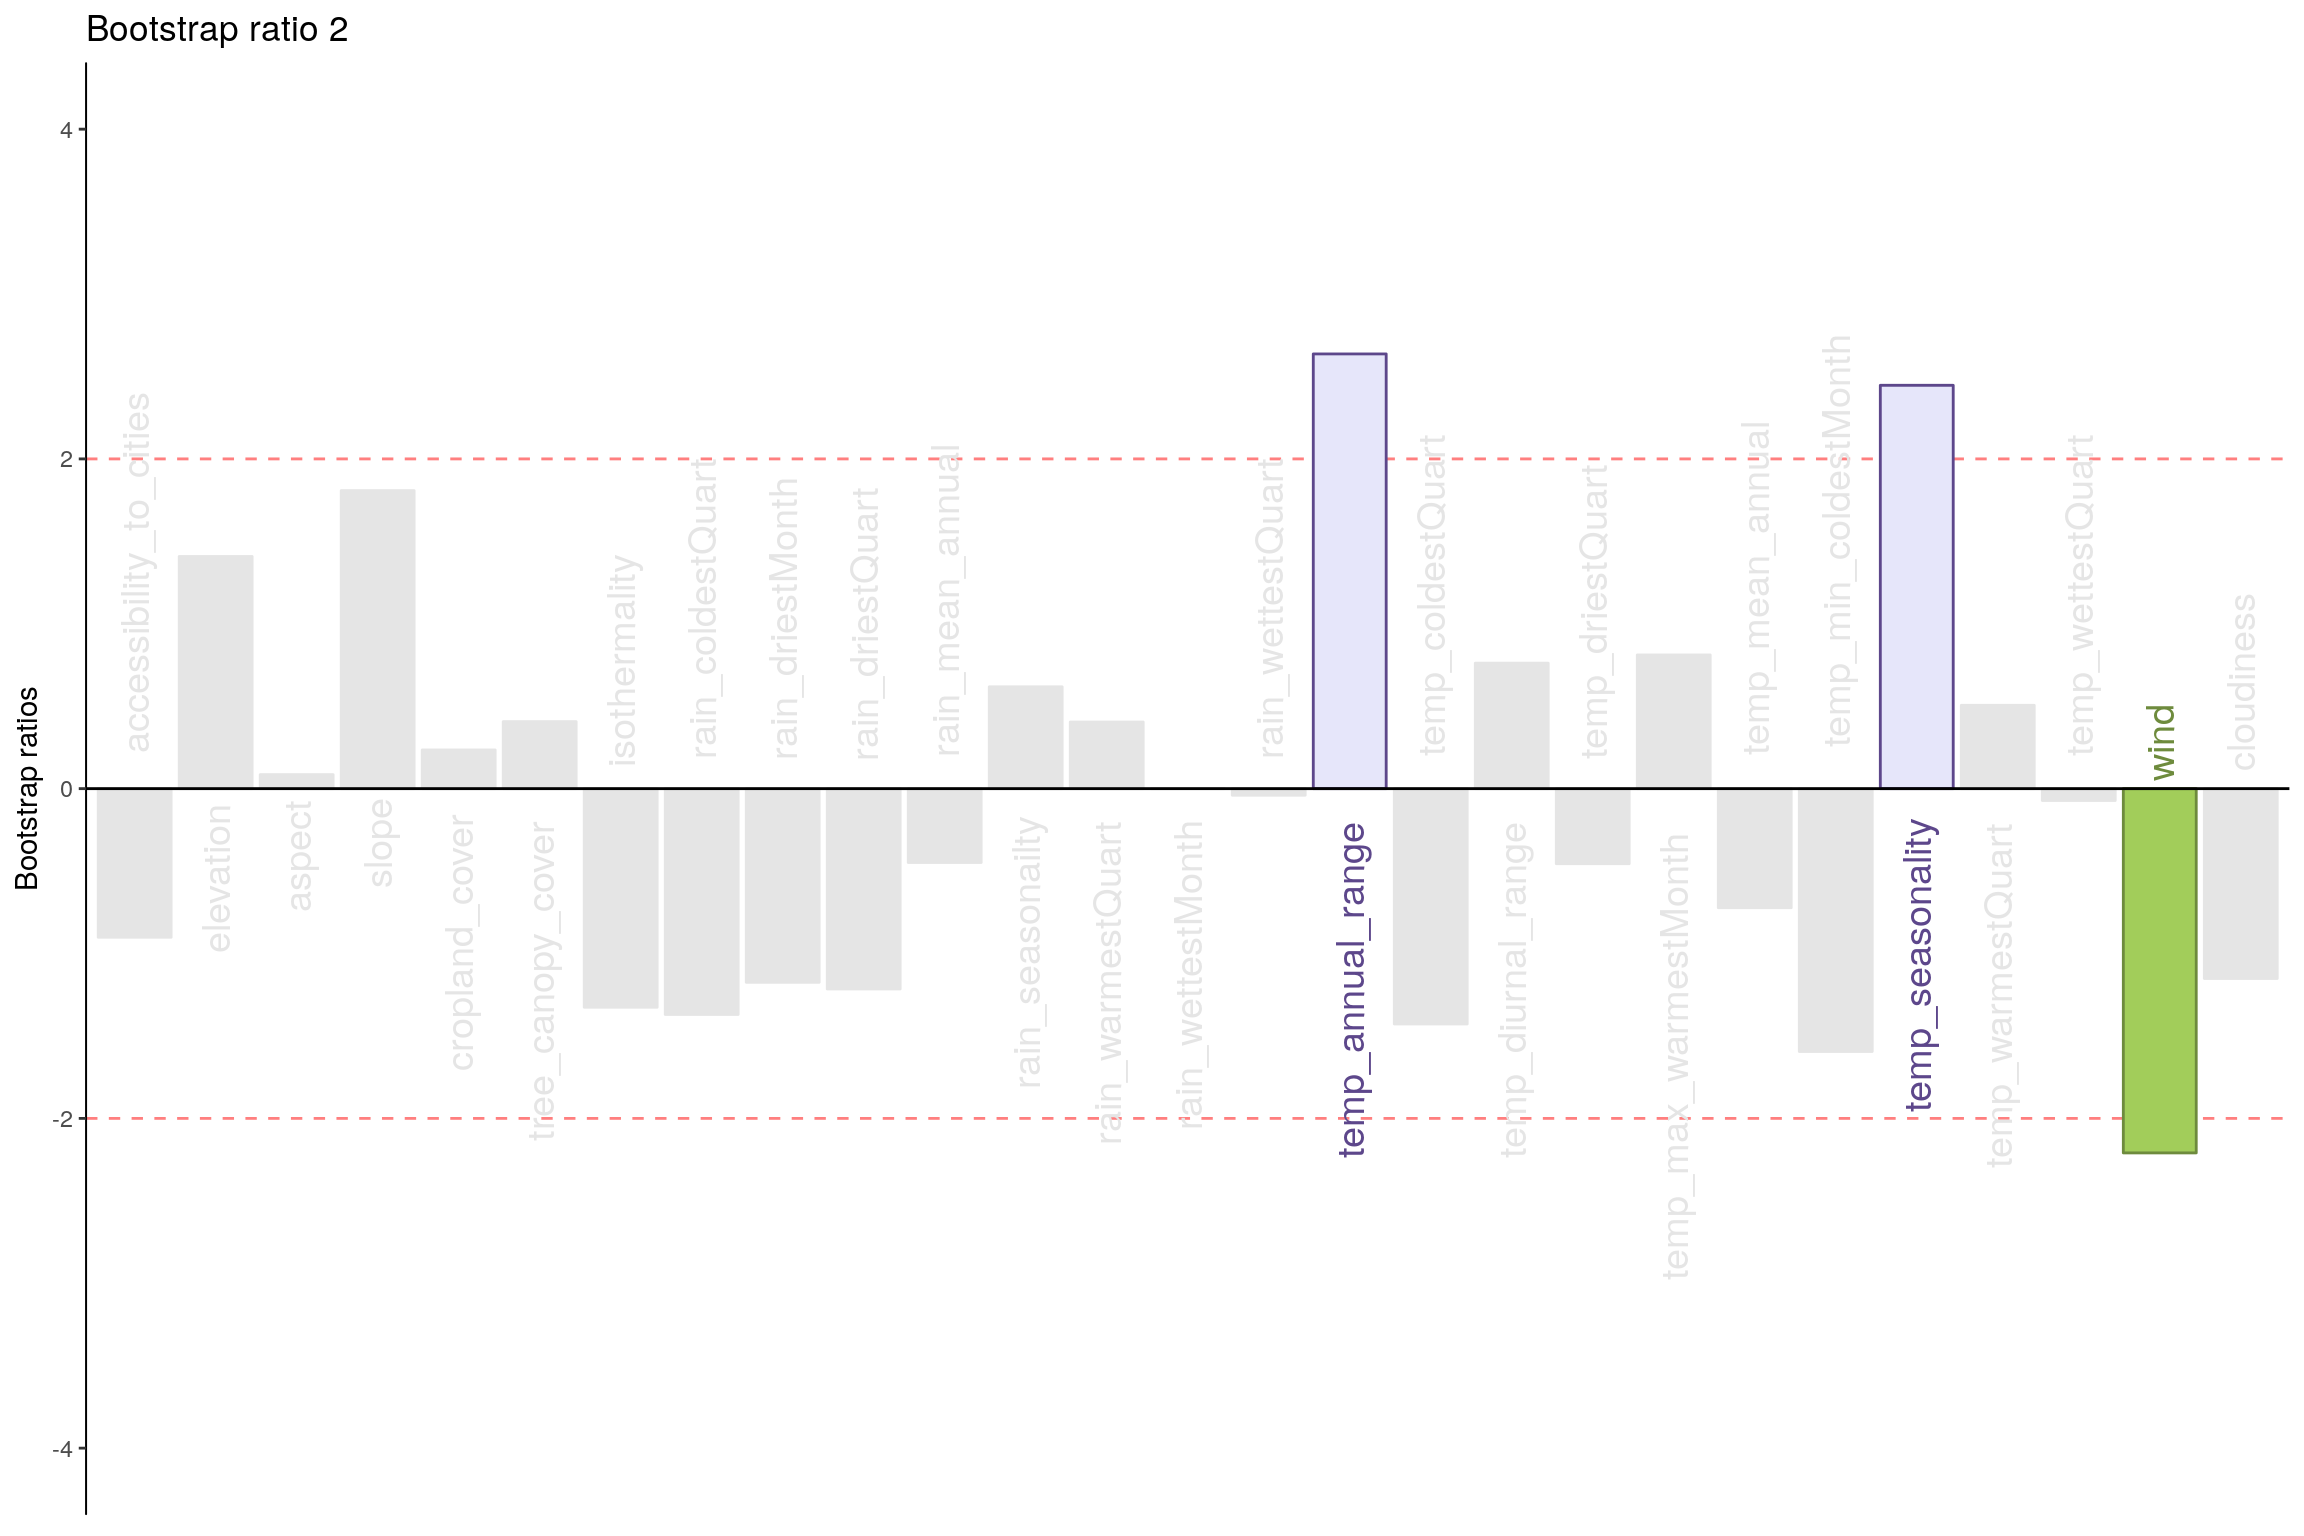 Bootstrap ratio 2
Bootstrap ratios
4
2
0
-2
-4
accessibility_to_cities
elevation
aspect
slope
cropland_cover
tree_canopy_cover
isothermality
rain_coldestQuart
rain_driestMonth
rain_driestQuart
rain_mean_annual
rain_seasonailty
rain_warmestQuart
rain_wettestMonth
rain_wettestQuart
temp_annual_range
temp_coldestQuart
temp_diurnal_range
temp_driestQuart
temp_max_warmestMonth
temp_mean_annual
temp_min_coldestMonth
temp_seasonality
temp_warmestQuart
temp_wettestQuart
wind
cloudiness